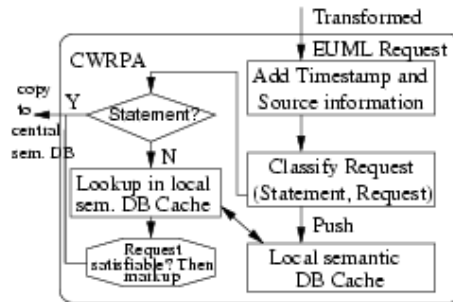 Transformed
EUML Request
CWRPA
Add Timestamp and
Source information
copy
to
central
sem. DB
Y
Statement?
N
Classify Request
(Statement, Request)
Lookup in local
sem. DB Cache
Push
Request
satisfiable? Then
markup
Local semantic
DB Cache